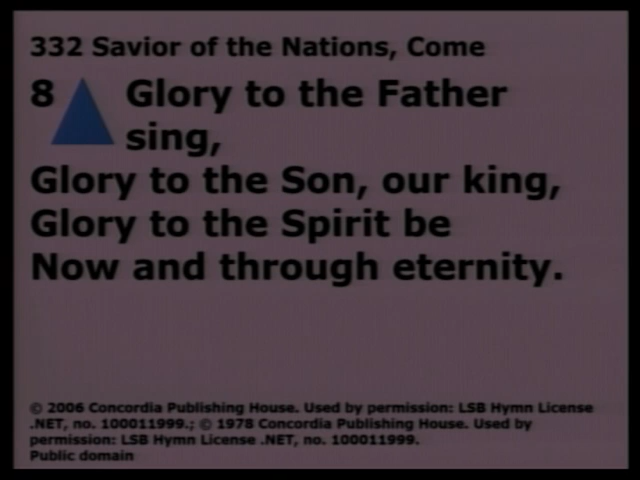 332 Savior of the Nations, Come
8 Glory to the Father
sing,
Glory to the Son, our king,
Glory to the Spirit be
Now and through eternity.
© 2006 Concordia Publishing House. Used by permission: LSB Hymn License
.NET, no. 100011999.; © 1978 Concordia Publishing House. Used by
permission: LSB Hymn License .NET, no. 100011999.
Public domain